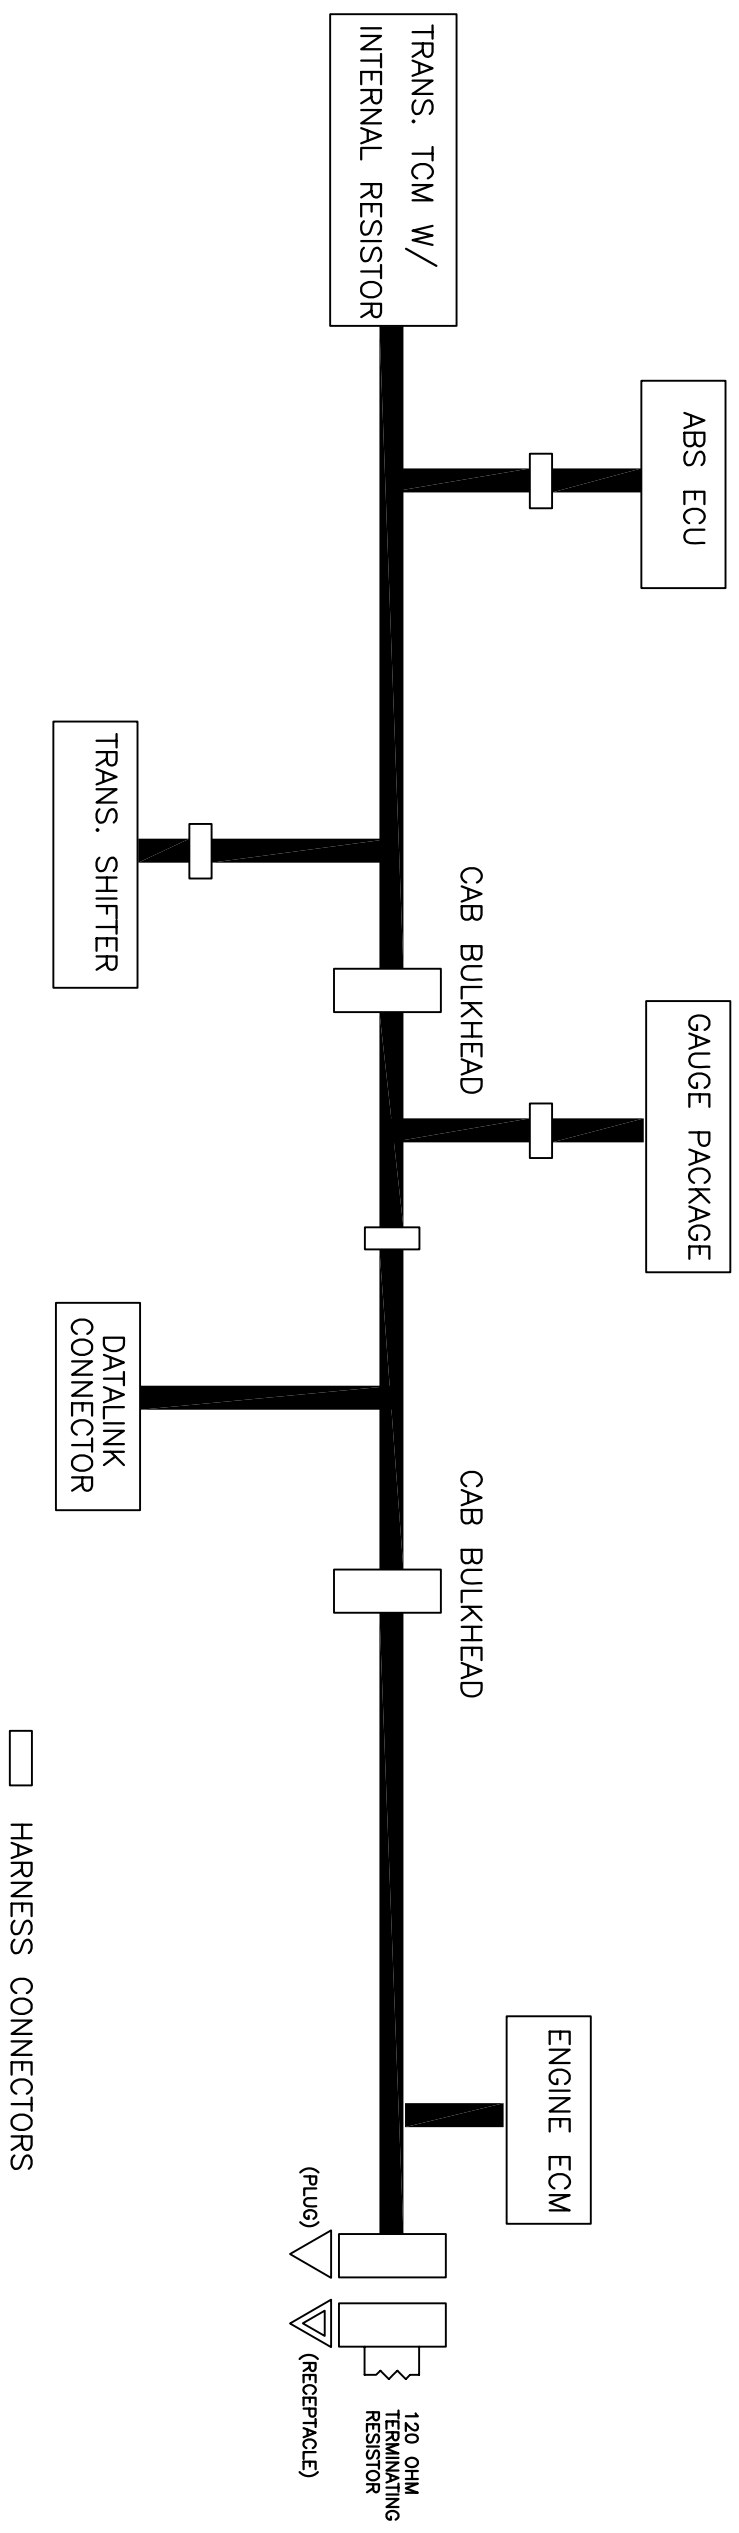 TRANS. TCM W/
INTERNAL RESISTOR
ABS ECU
TRANS. SHIFTER
CAB BULKHEAD
GAUGE PACKAGE
DATALINK
CONNECTOR
CAB BULKHEAD
ENGINE ECM
(PLUG)
(RECEPTACLE)
120 OHM
TERMINATING
RESISTOR
HARNESS CONNECTORS